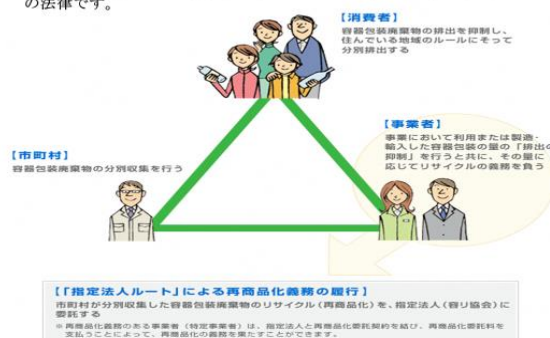 の法律です。
【消費者】
容器包装廃棄物の排出を抑制し、
住んでいる地域のルールにそって
分別排出する
【事業者】
事業において利用または製造・
輸入した容器包装の量の「排出の
抑制」を行うと共に、その量に
応じてリサイクルの義務を負う
【市町村】
容器包装廃棄物の分別収集を行う
【「指定法人ルート」による再商品化義務の履行】
市町村が分別収集した容器包装廃棄物のリサイクル(再商品化)を、指定法人(容リ協会)に
委託する
※再商品化義務のある事業者(特定事業者)は、指定法人と再商品化委託契約を結び、再商品化委託料を
支払うことによって、再商品化の義務を果たすことができます。